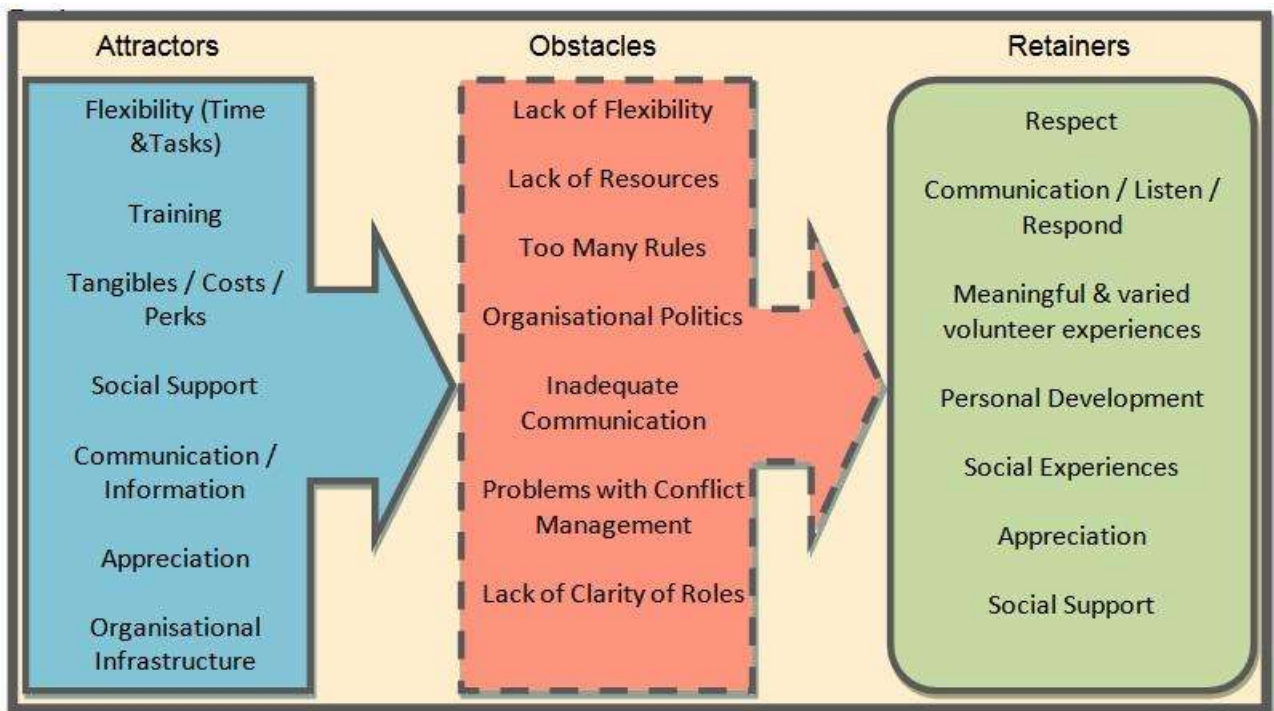 Attractors
Flexibility (Time
&Tasks)
Training
Tangibles / Costs /
Perks
Social Support
Communication /
Information
Appreciation
Organisational
Infrastructure
Obstacles
Lack of Flexibility
Lack of Resources
Too Many Rules
Organisational Politics
Inadequate
Communication
Problems with Conflict
Management
Lack of Clarity of Roles
Retainers
Respect
Communication / Listen /
Respond
Meaningful & varied
volunteer experiences
Personal Development
Social Experiences
Appreciation
Social Support